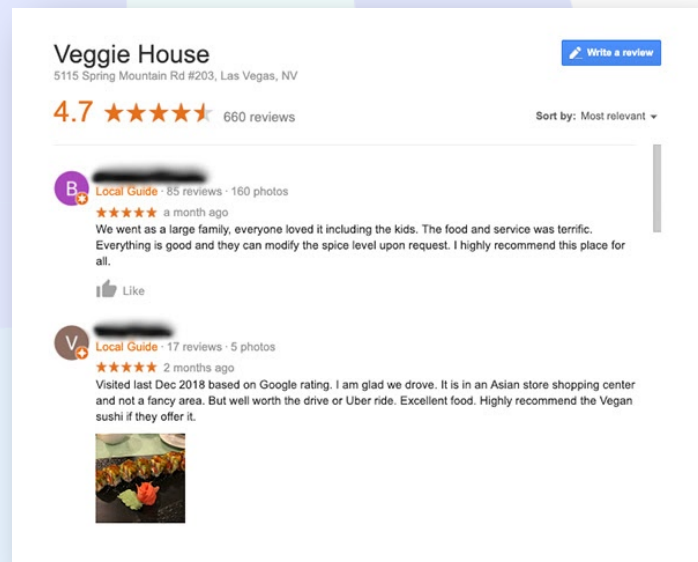 Veggie House
Write a review
5115 Spring Mountain Rd #203, Las Vegas, NV
4.7
660 reviews
Sort by: Most relevant
B
Local Guide · 85 reviews · 160 photos
a month ago
We went as a large family, everyone loved it including the kids. The food and service was terrific.
Everything is good and they can modify the spice level upon request. I highly recommend this place for
all.
Like
V
Local Guide · 17 reviews · 5 photos
2 months ago
Visited last Dec 2018 based on Google rating. I am glad we drove. It is in an Asian store shopping center
and not a fancy area. But well worth the drive or Uber ride. Excellent food. Highly recommend the Vegan
sushi if they offer it.